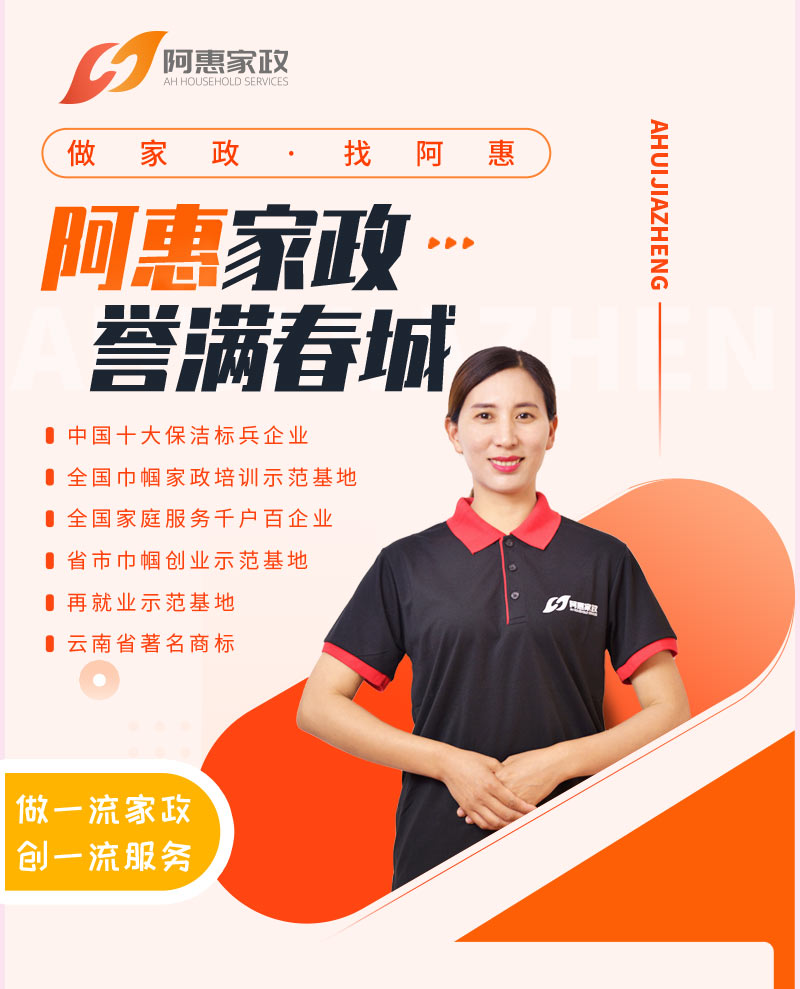 阿惠家政
AH HOUSEHOLD SERVICES
做家政·找阿惠
AHUIJIAZHENG
阿惠家政
誉满春城
中国十大保洁标兵企业
全国巾帼家政培训示范基地
全国家庭服务千户百企业
省市巾帼创业示范基地
再就业示范基地
云南省著名商标
阿惠家政
做一流家政
创一流服务